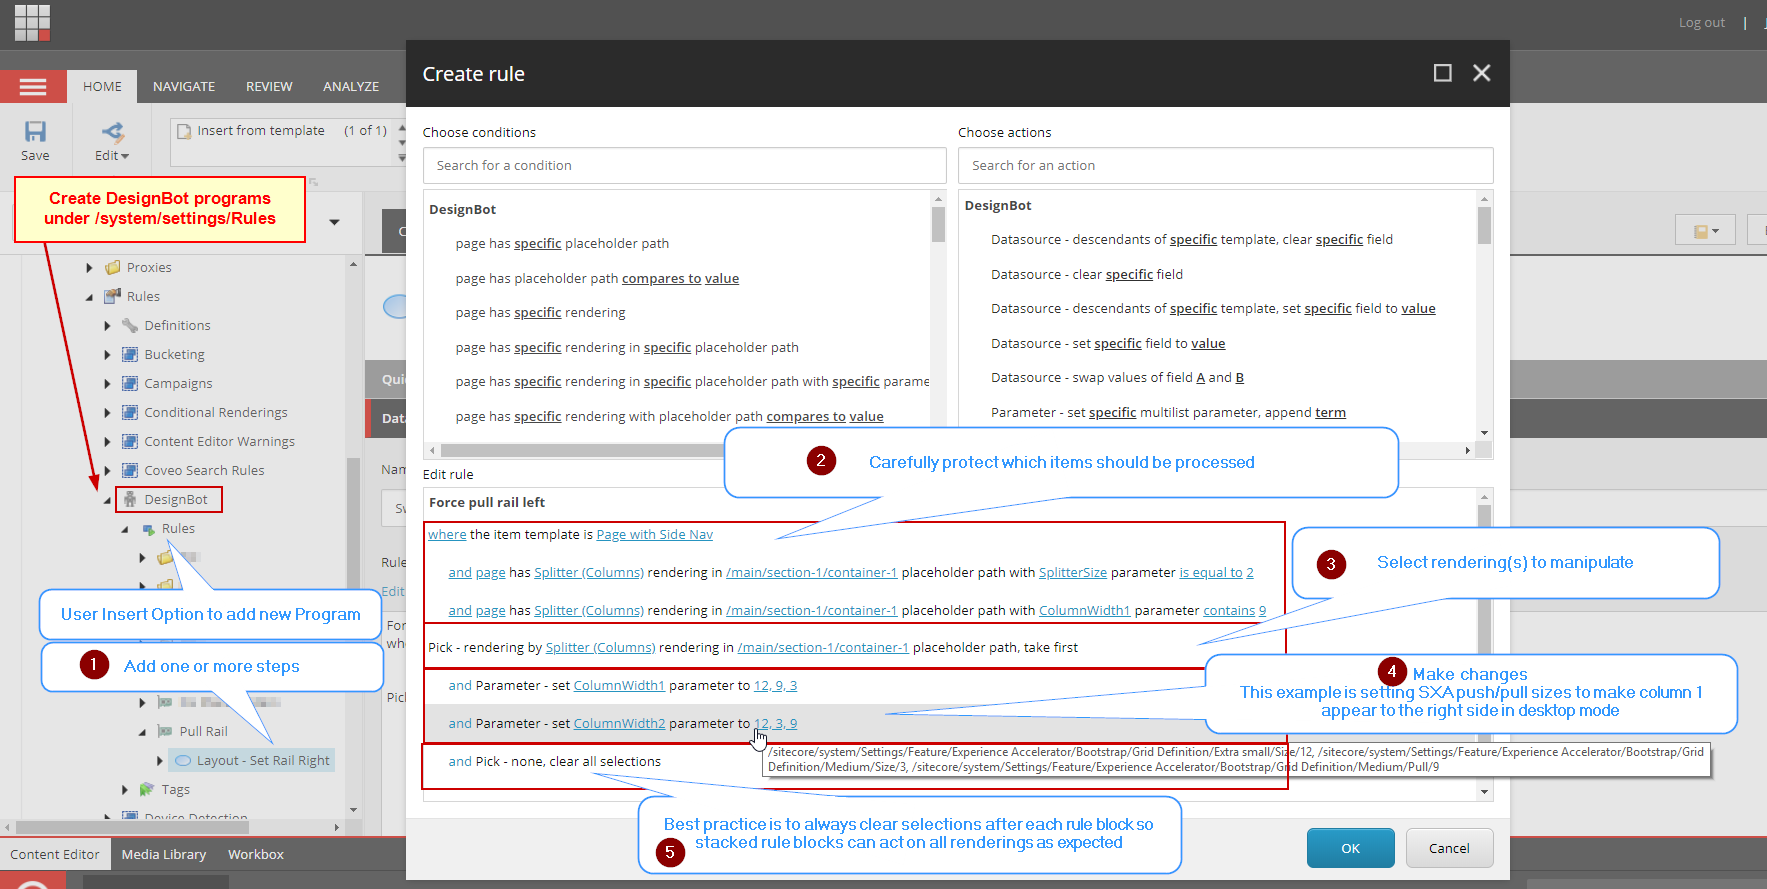 Log out
Create rule
HOME
NAVIGATE
REVIEW
ANALYZE
Save
Edit
Insert from template
(1 of 1)
Create DesignBot programs
under /system/settings/Rules
Proxies
Rules
Definitions
Bucketing
Campaigns
Conditional Renderings
Content Editor Warnings
Coveo Search Rules
DesignBot
Rules
User Insert Option to add new Program
1 Add one or more steps
Pull Rail
Layout - Set Rail Right
Tags
Device Detection
Content Editor
Media Library
Workbox
Choose conditions
Search for a condition
DesignBot
page has specific placeholder path
page has placeholder path compares to value
page has specific rendering
page has specific rendering in specific placeholder path
page has specific rendering in specific placeholder path with specific parame
page has specific rendering with placeholder path compares to value
Choose actions
Search for an action
DesignBot
Datasource - descendants of specific template, clear specific field
Datasource - clear specific field
Datasource - descendants of specific template, set specific field to value
Datasource - set specific field to value
Datasource - swap values of field A and B
Parameter - set specific multilist parameter, append term
2 Carefully protect which items should be processed
Edit rule
Force pull rail left
where the item template is Page with Side Nav
and page has Splitter (Columns) rendering in /main/section-1/container-1 placeholder path with SplitterSize parameter is equal to 2
and page has Splitter (Columns) rendering in /main/section-1/container-1 placeholder path with ColumnWidth1 parameter contains 9
3 Select rendering(s) to manipulate
Pick - rendering by Splitter (Columns) rendering in /main/section-1/container-1 placeholder path, take first
and Parameter - set ColumnWidth1 parameter to 12, 9, 3
and Parameter - set ColumnWidth2 parameter to 12, 3, 9
4 Make changes
This example is setting SXA push/pull sizes to make column 1
appear to the right side in desktop mode
/sitecore/system/Settings/Feature/Experience Accelerator/Bootstrap/Grid Definition/Extra small/Size/12, /sitecore/system/Settings/Feature/Experience Accelerator/Bootstrap/Grid
Definition/Medium/Size/3, /sitecore/system/Settings/Feature/Experience Accelerator/Bootstrap/Grid Definition/Medium/Pull/9
and Pick - none, clear all selections
Best practice is to always clear selections after each rule block so
5 stacked rule blocks can act on all renderings as expected
OK
Cancel